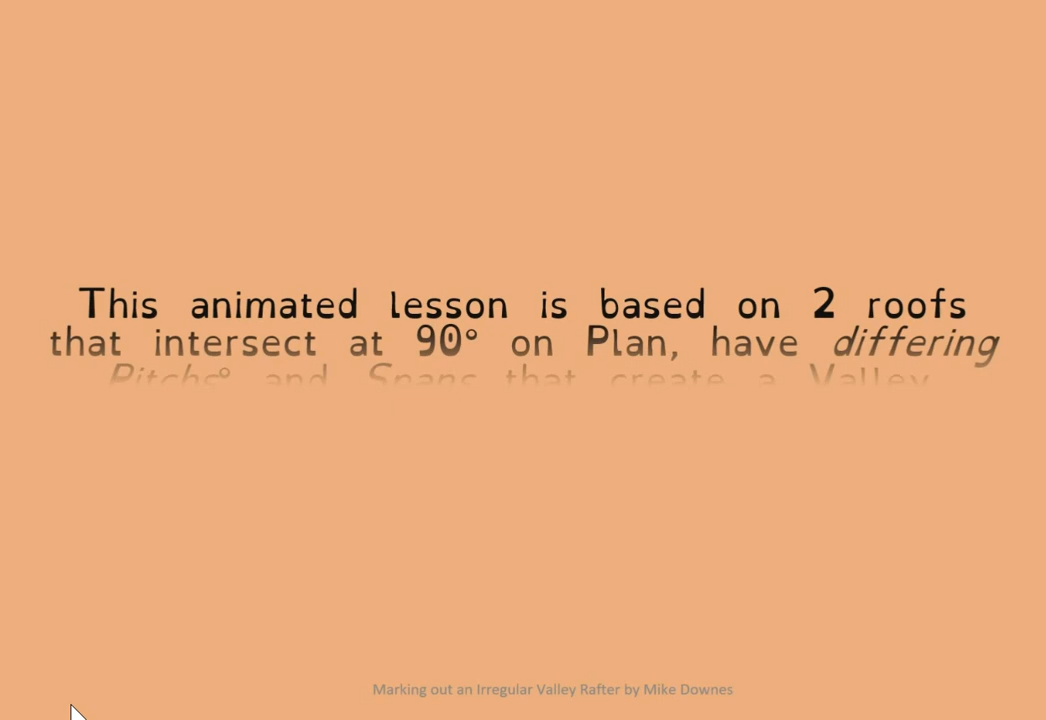 This animated lesson is based on 2 roofs
that intersect at 90° on Plan, have differing
Pitchs° and Spans that create a Valley
Marking out an Irregular Valley Rafter by Mike Downes